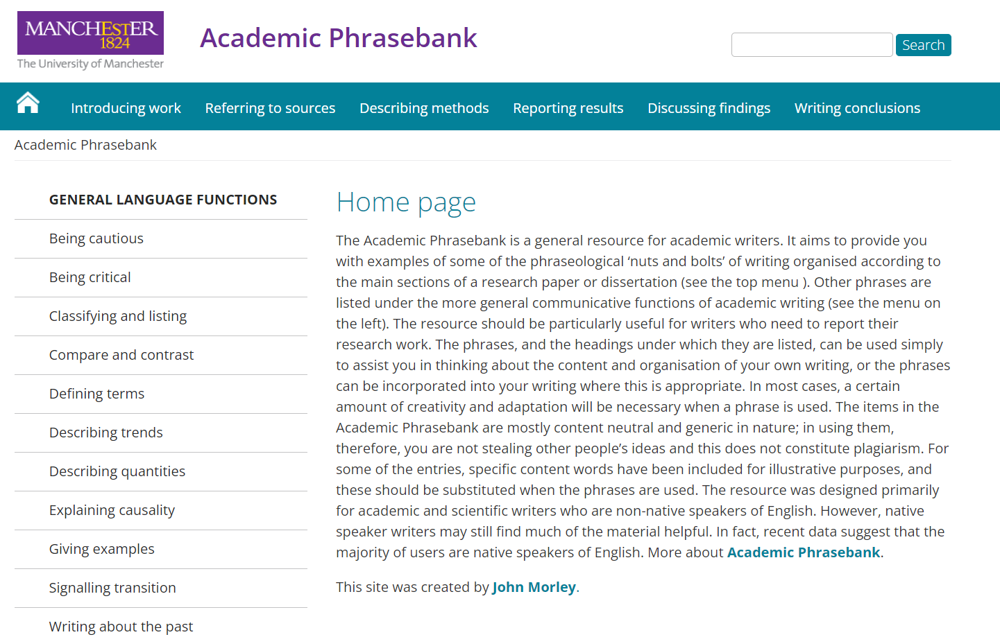 MANCHESTER
1824
The University of Manchester
Academic Phrasebank
Search
Introducing work
Referring to sources
Describing methods
Reporting results
Discussing findings
Writing conclusions
Academic Phrasebank
GENERAL LANGUAGE FUNCTIONS
Being cautious
Being critical
Classifying and listing
Compare and contrast
Defining terms
Describing trends
Describing quantities
Explaining causality
Giving examples
Signalling transition
Writing about the past
Home page
The Academic Phrasebank is a general resource for academic writers. It aims to provide you
with examples of some of the phraseological ‘nuts and bolts’ of writing organised according to
the main sections of a research paper or dissertation (see the top menu ). Other phrases are
listed under the more general communicative functions of academic writing (see the menu on
the left). The resource should be particularly useful for writers who need to report their
research work. The phrases, and the headings under which they are listed, can be used simply
to assist you in thinking about the content and organisation of your own writing, or the phrases
can be incorporated into your writing where this is appropriate. In most cases, a certain
amount of creativity and adaptation will be necessary when a phrase is used. The items in the
Academic Phrasebank are mostly content neutral and generic in nature; in using them,
therefore, you are not stealing other people’s ideas and this does not constitute plagiarism. For
some of the entries, specific content words have been included for illustrative purposes, and
these should be substituted when the phrases are used. The resource was designed primarily
for academic and scientific writers who are non-native speakers of English. However, native
speaker writers may still find much of the material helpful. In fact, recent data suggest that the
majority of users are native speakers of English. More about Academic Phrasebank.
This site was created by John Morley.